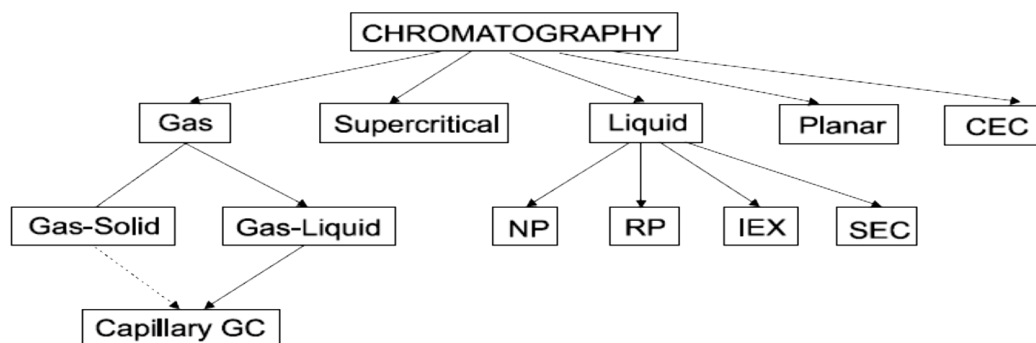 CHROMATOGRAPHY
Gas
Supercritical
Liquid
Planar
CEC
Gas-Solid
Gas-Liquid
NP
RP
IEX
SEC
Capillary GC